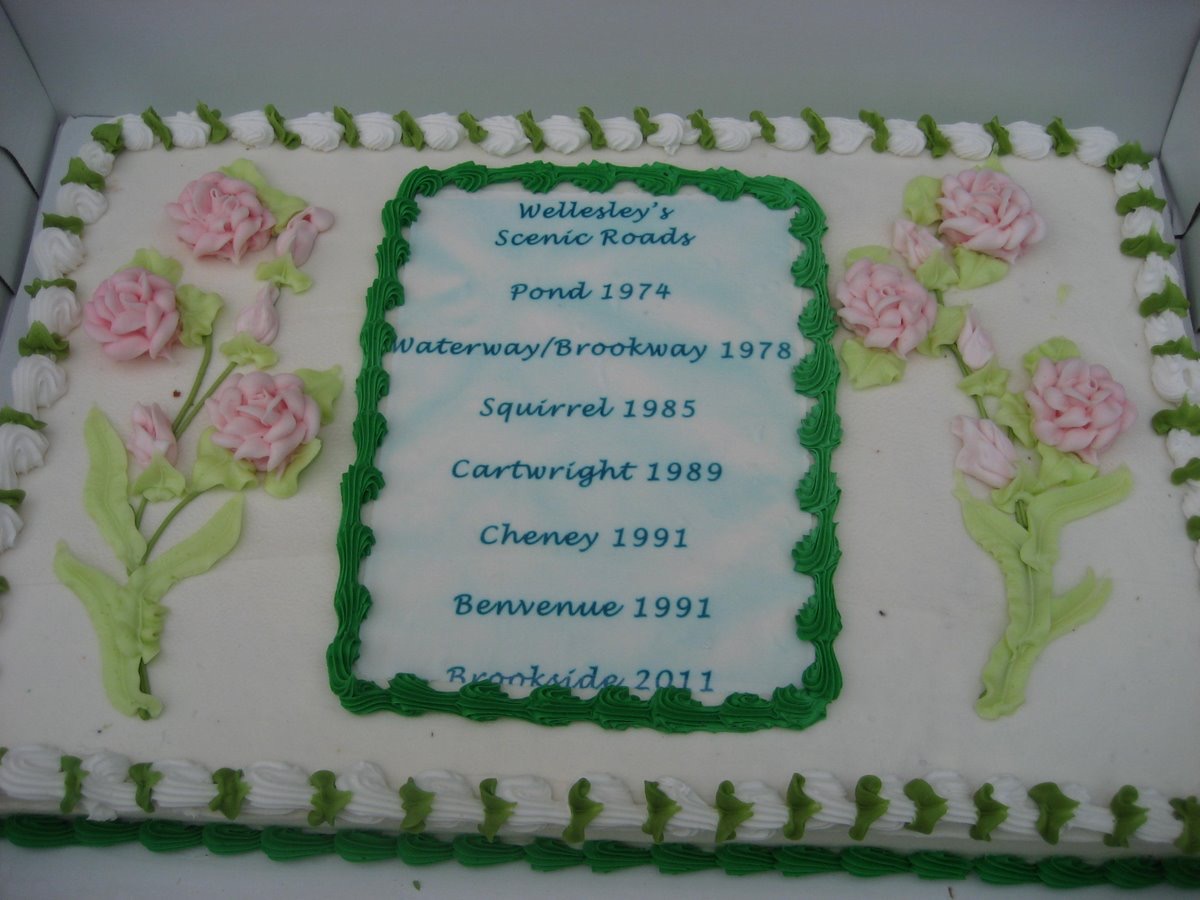 Wellesley's
Scenic Roads
Pond 1974
Waterway/Brookway 1978
Squirrel 1985
Cartwright 1989
Cheney 1991
Benvenue 1991
Brookside 2011